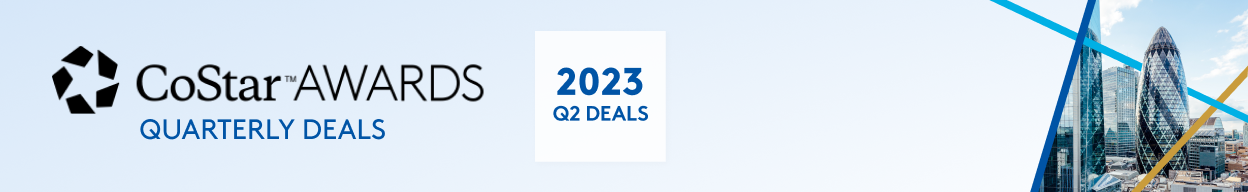 CoStar™ AWARDS
QUARTERLY DEALS
2023
Q2 DEALS